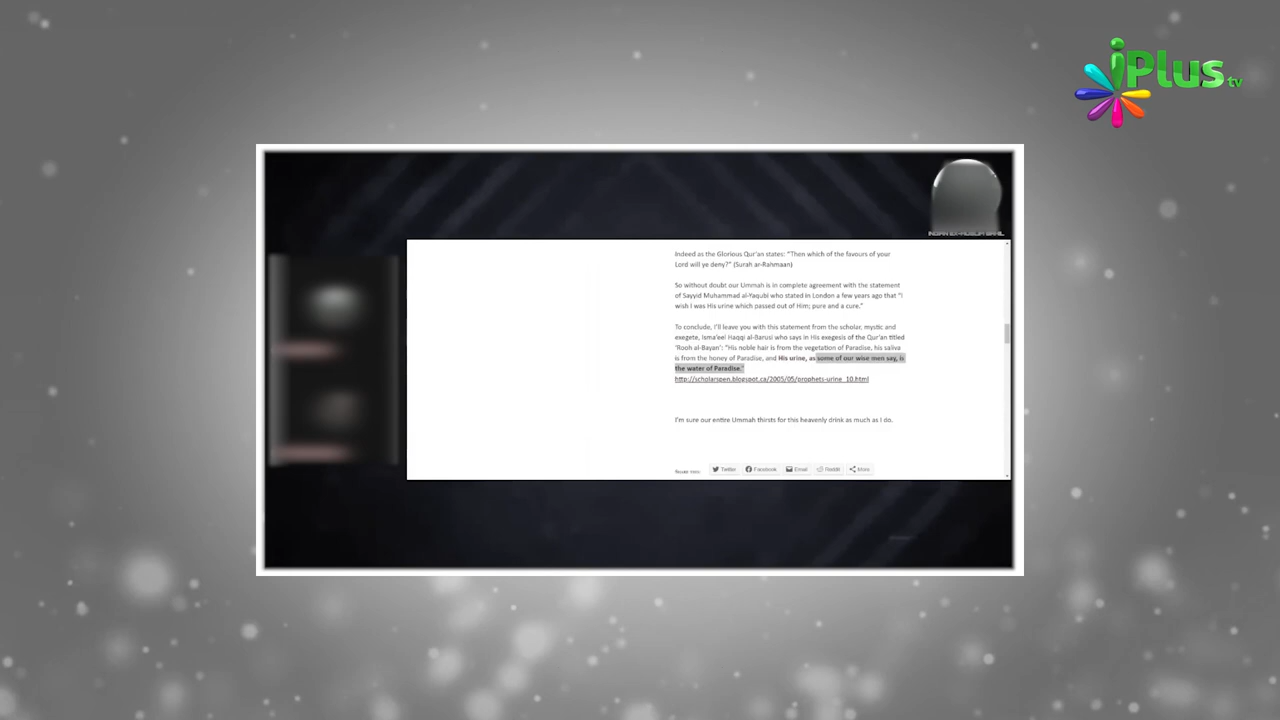 iPlus tv
Indeed as the Glorious Qur'an states: "Then which of the favours of your
Lord will ye deny?" (Surah ar-Rahmaan)
So without doubt our Ummah is in complete agreement with the statement
of Sayyid Muhammad al-Yaqubi who stated in London a few years ago that "I
wish I was His urine which passed out of Him; pure and a cure."
To conclude, I'll leave you with this statement from the scholar, mystic and
exegete, Isma'eel Haqqi al-Barusi who says in His exegesis of the Qur'an titled
'Rooh al-Bayan': "His noble hair is from the vegetation of Paradise, his saliva
is from the honey of Paradise, and His urine, as some of our wise men say, is
the water of Paradise."
http://scholarspen.blogspot.ca/2005/05/prophets-urine_10.html
I'm sure our entire Ummah thirsts for this heavenly drink as much as I do.
Twitter Facebook Email Reddit More